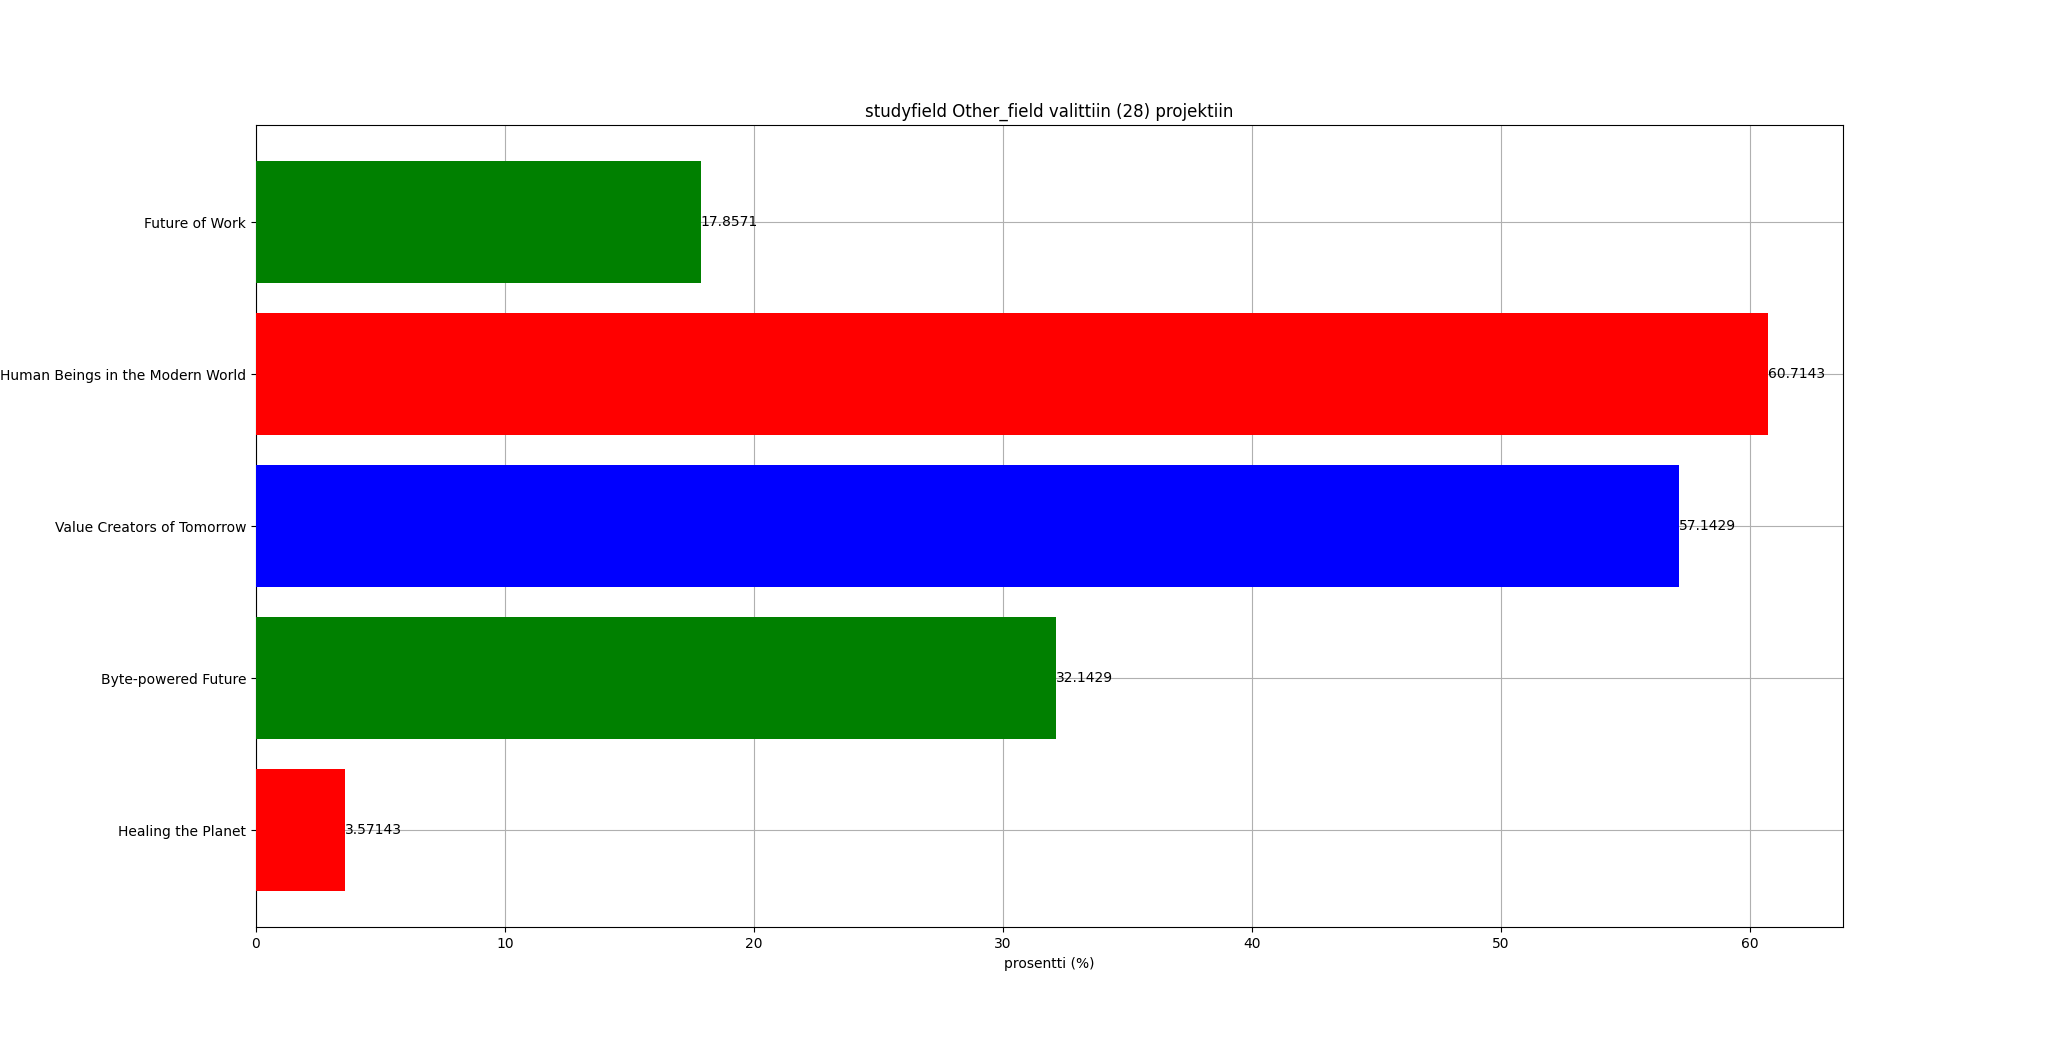 studyfield Other_field valittiin (28) projektiin
Future of Work
17.8571
Human Beings in the Modern World
60.7143
Value Creators of Tomorrow
57.1429
Byte-powered Future
32.1429
Healing the Planet
3.57143
0 10 20 30 40 50 60
prosentti (%)